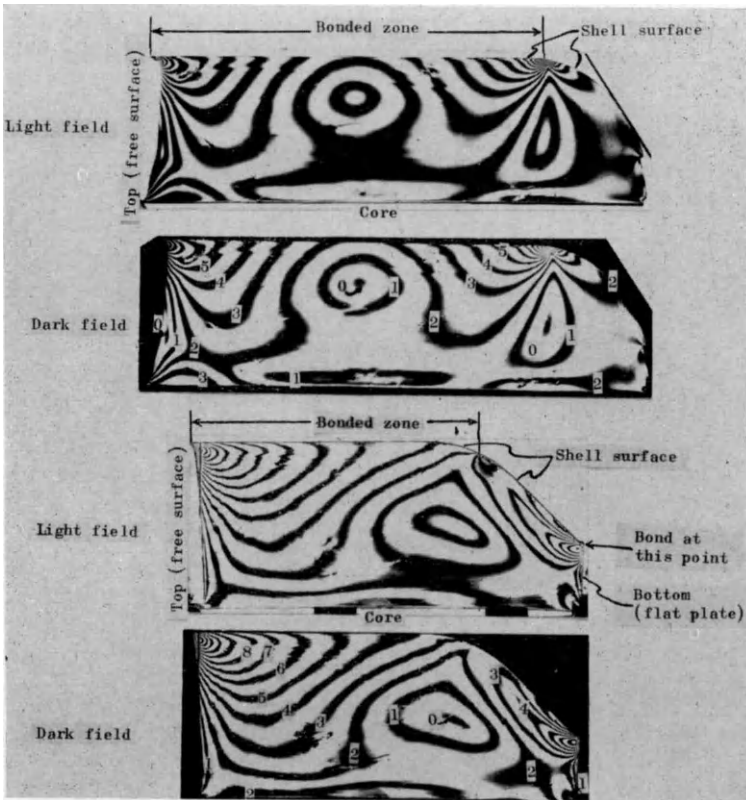 Bonded zone
Shell surface
Light field
Top (free surface)
Core
5
4
3
0
1
2
3
4
5
2
Dark field
0
1
2
3
1
2
0
1
2
Bonded zone
Shell surface
Light field
Top (free surface)
Bond at
this point
Bottom
(flat plate)
Core
8
7
6
5
4
3
2
1
0
3
4
Dark field
2
2
1